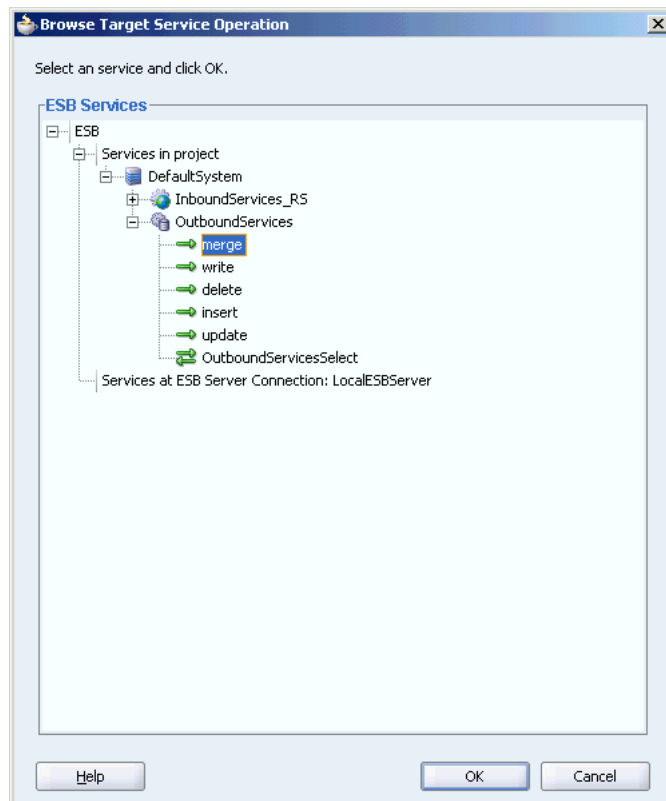 Browse Target Service Operation
Select an service and click OK.
ESB Services
ESB
Services in project
DefaultSystem
InboundServices_RS
OutboundServices
merge
write
delete
insert
update
OutboundServicesSelect
Services at ESB Server Connection: LocalESBServer
Help OK Cancel